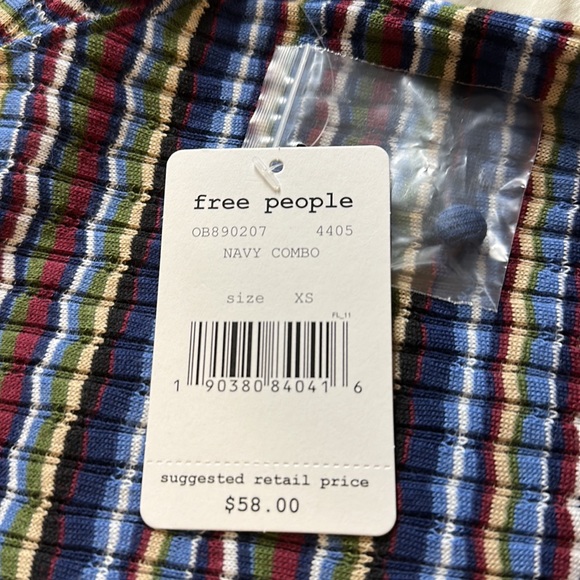 free people
OB890207 4405
NAVY COMBO
size XS
FL_11
1 90380 84041 6
suggested retail price
$58.00